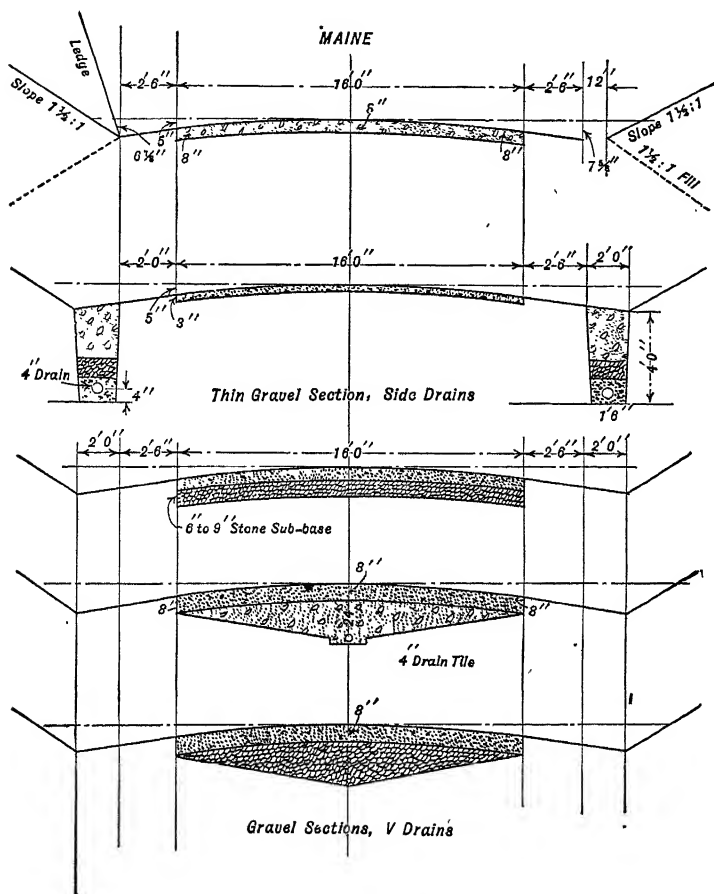 MAINE
Ledge
2'6" 16'0" 2'6" 12"
Slope 1½:1
8"
Slope 1½:1
5"
6½" 8" 8" 7½"
1½:1 Fill
2'0" 16'0" 2'6" 2'0"
5" 3"
4'0"
4" Drain
4"
Thin Gravel Section, Side Drains
1'6"
2'0" 2'6" 16'0" 2'6" 2'0"
6" to 9" Stone Sub-base
8"
8" 8"
4" Drain Tile
8"
Gravel Sections, V Drains